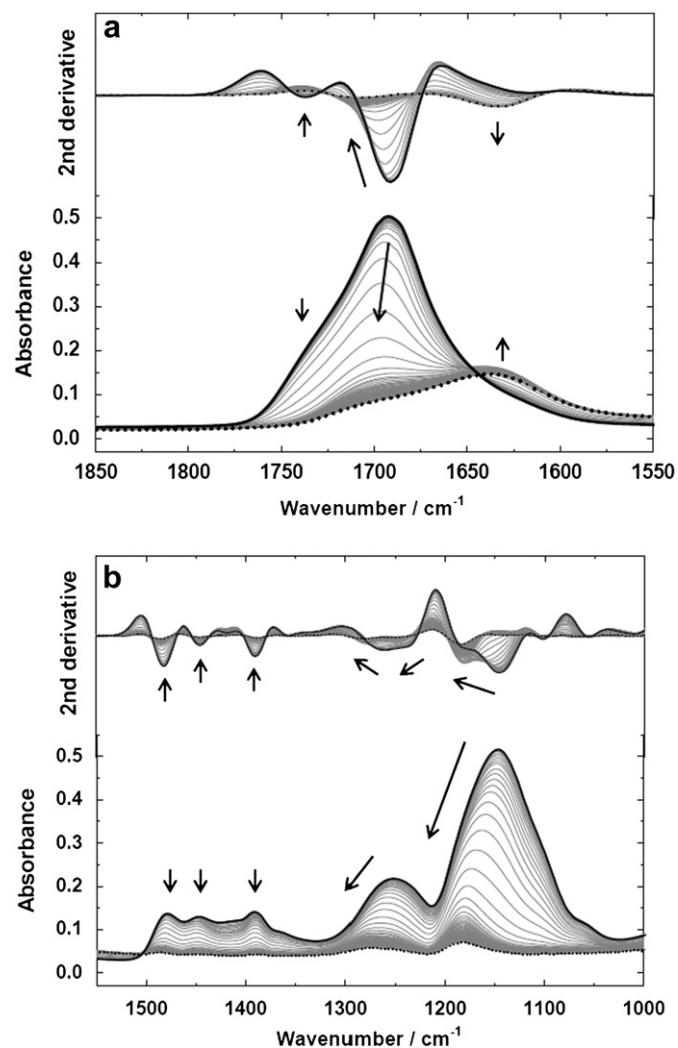 a
2nd derivative
0.5
0.4
0.3
0.2
0.1
0.0
Absorbance
1850 1800 1750 1700 1650 1600 1550
Wavenumber / cm⁻¹
b
2nd derivative
0.5
0.4
0.3
0.2
0.1
0.0
Absorbance
1500 1400 1300 1200 1100 1000
Wavenumber / cm⁻¹